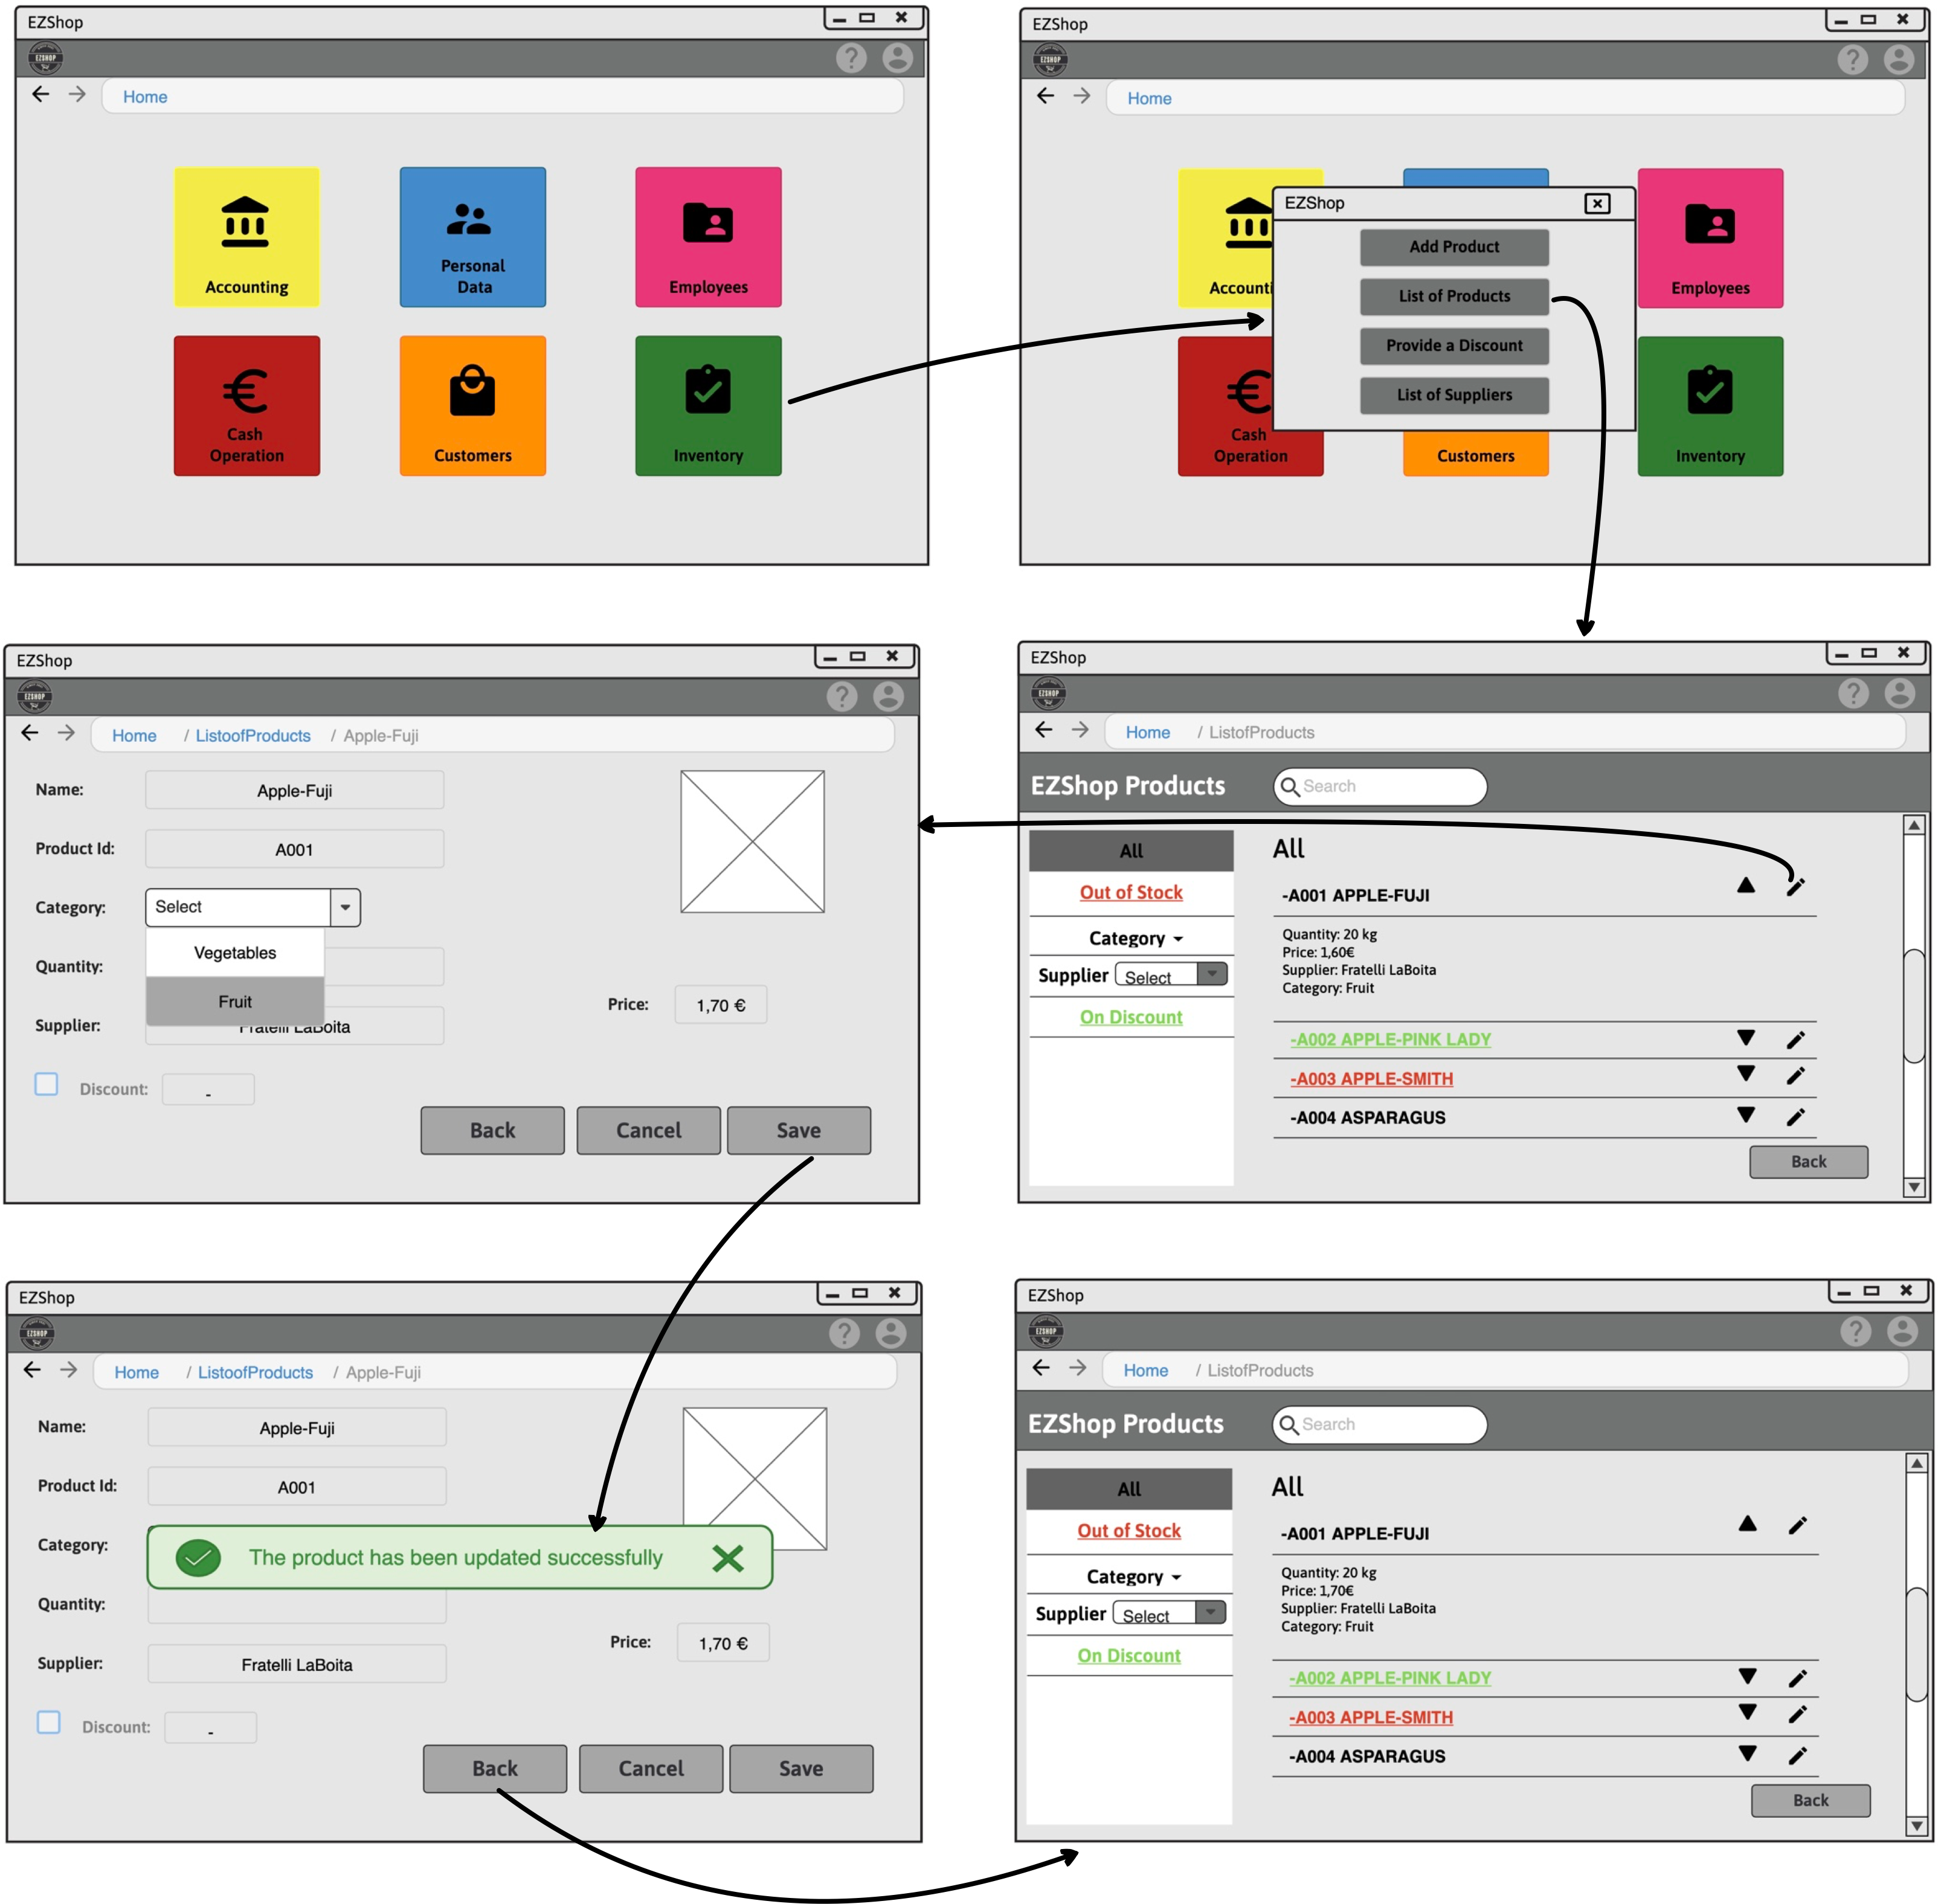 EZShop
EZSHOP
?
Home
Accounting
Personal
Data
Employees
Cash
Operation
Customers
Inventory
EZShop
EZSHOP
?
Home
EZShop
Add Product
List of Products
Provide a Discount
List of Suppliers
Accounti
Employees
Cash
Operation
Customers
Inventory
EZShop
EZSHOP
?
Home / ListoofProducts / Apple-Fuji
Name: Apple-Fuji
Product Id: A001
Category: Select
Vegetables
Quantity:
Fruit
Supplier: Fratelli LaBoita
Price: 1,70 €
Discount: -
Back Cancel Save
EZShop
EZSHOP
?
Home / ListofProducts
EZShop Products Search
All
Out of Stock
Category
Supplier Select
On Discount
All
-A001 APPLE-FUJI
Quantity: 20 kg
Price: 1,60€
Supplier: Fratelli LaBoita
Category: Fruit
-A002 APPLE-PINK LADY
-A003 APPLE-SMITH
-A004 ASPARAGUS
Back
EZShop
EZSHOP
?
Home / ListoofProducts / Apple-Fuji
Name: Apple-Fuji
Product Id: A001
Category:
The product has been updated successfully
Quantity:
Supplier: Fratelli LaBoita
Price: 1,70 €
Discount: -
Back Cancel Save
EZShop
EZSHOP
?
Home / ListofProducts
EZShop Products Search
All
Out of Stock
Category
Supplier Select
On Discount
All
-A001 APPLE-FUJI
Quantity: 20 kg
Price: 1,70€
Supplier: Fratelli LaBoita
Category: Fruit
-A002 APPLE-PINK LADY
-A003 APPLE-SMITH
-A004 ASPARAGUS
Back